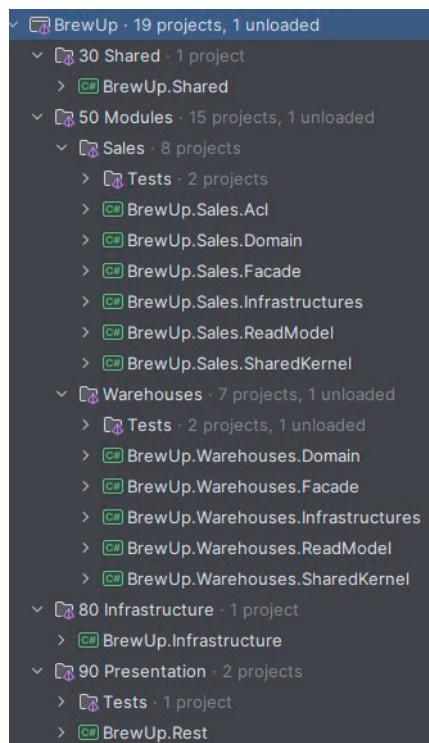 BrewUp · 19 projects, 1 unloaded
30 Shared · 1 project
C# BrewUp.Shared
50 Modules · 15 projects, 1 unloaded
Sales · 8 projects
Tests · 2 projects
C# BrewUp.Sales.Acl
C# BrewUp.Sales.Domain
C# BrewUp.Sales.Facade
C# BrewUp.Sales.Infrastructures
C# BrewUp.Sales.ReadModel
C# BrewUp.Sales.SharedKernel
Warehouses · 7 projects, 1 unloaded
Tests · 2 projects, 1 unloaded
C# BrewUp.Warehouses.Domain
C# BrewUp.Warehouses.Facade
C# BrewUp.Warehouses.Infrastructures
C# BrewUp.Warehouses.ReadModel
C# BrewUp.Warehouses.SharedKernel
80 Infrastructure · 1 project
C# BrewUp.Infrastructure
90 Presentation · 2 projects
Tests · 1 project
C# BrewUp.Rest